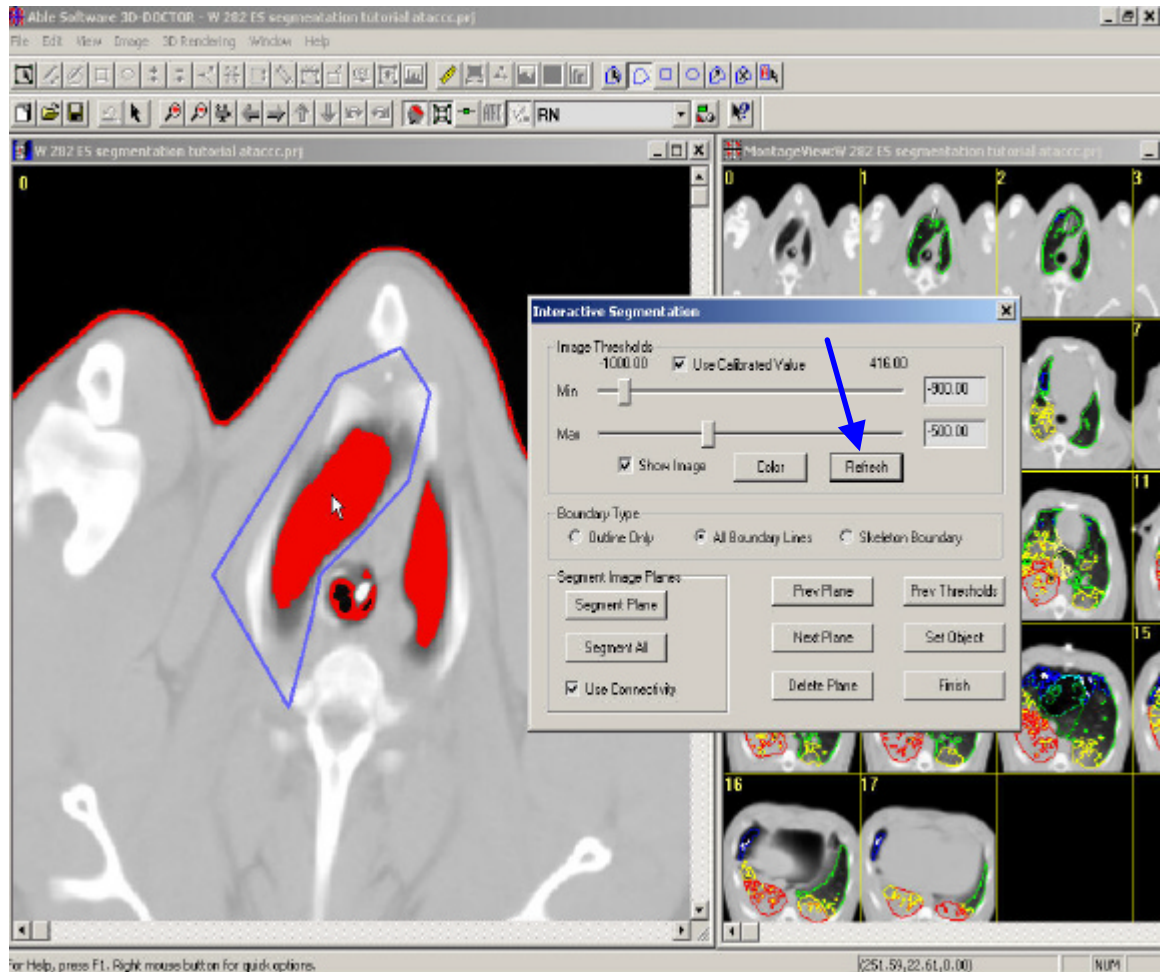 Able Software 3D-DOCTOR - W 282 ES segmentation tutorial ataccc.prj
File Edit View Image 3D Rendering Window Help
RN
W 282 ES segmentation tutorial ataccc.prj
MontageView:W 282 ES segmentation tutorial ataccc.prj
0
0 1 2 3
Interactive Segmentation
7
Image Thresholds
-1000.00 Use Calibrated Value 416.00
Min -900.00
Max -500.00
Show Image Color Refresh
11
Boundary Type
Outline Only All Boundary Lines Skeleton Boundary
Segment Image Planes
Segment Plane Prev Plane Prev Thresholds
Segment All Next Plane Set Object
15
Use Connectivity Delete Plane Finish
16 17
For Help, press F1. Right mouse button for quick options. (251.59,22.61,0.00) NUM